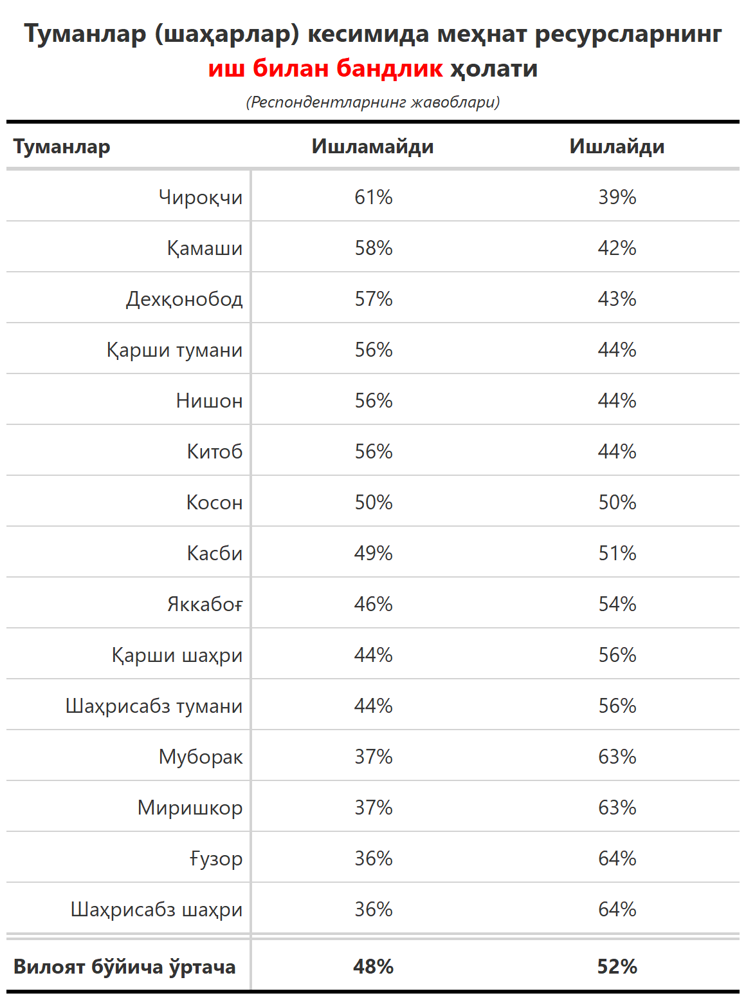 Туманлар (шаҳарлар) кесимида меҳнат ресурсларнинг
иш билан бандлик ҳолати
(Респондентларнинг жавоблари)
Туманлар Ишламайди Ишлайди
Чироқчи 61% 39%
Қамаши 58% 42%
Дехқонобод 57% 43%
Қарши тумани 56% 44%
Нишон 56% 44%
Китоб 56% 44%
Косон 50% 50%
Касби 49% 51%
Яккабоғ 46% 54%
Қарши шаҳри 44% 56%
Шаҳрисабз тумани 44% 56%
Муборак 37% 63%
Миришкор 37% 63%
Ғузор 36% 64%
Шаҳрисабз шаҳри 36% 64%
Вилоят бўйича ўртача 48% 52%